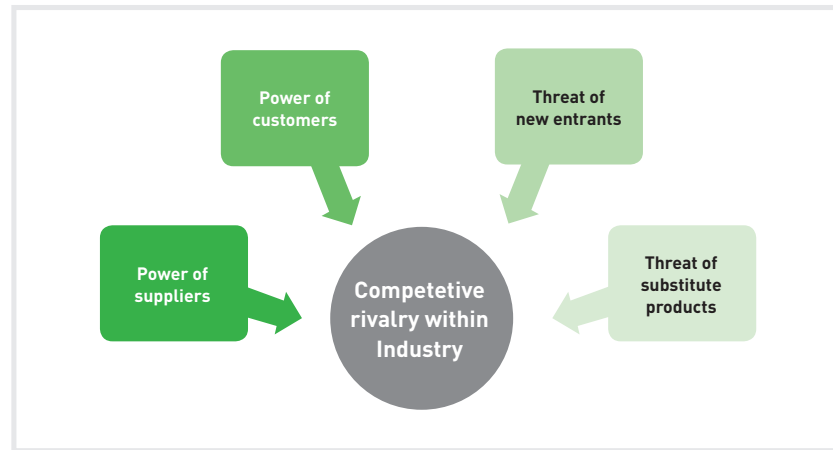 Power of
customers
Threat of
new entrants
Power of
suppliers
Competetive
rivalry within
Industry
Threat of
substitute
products